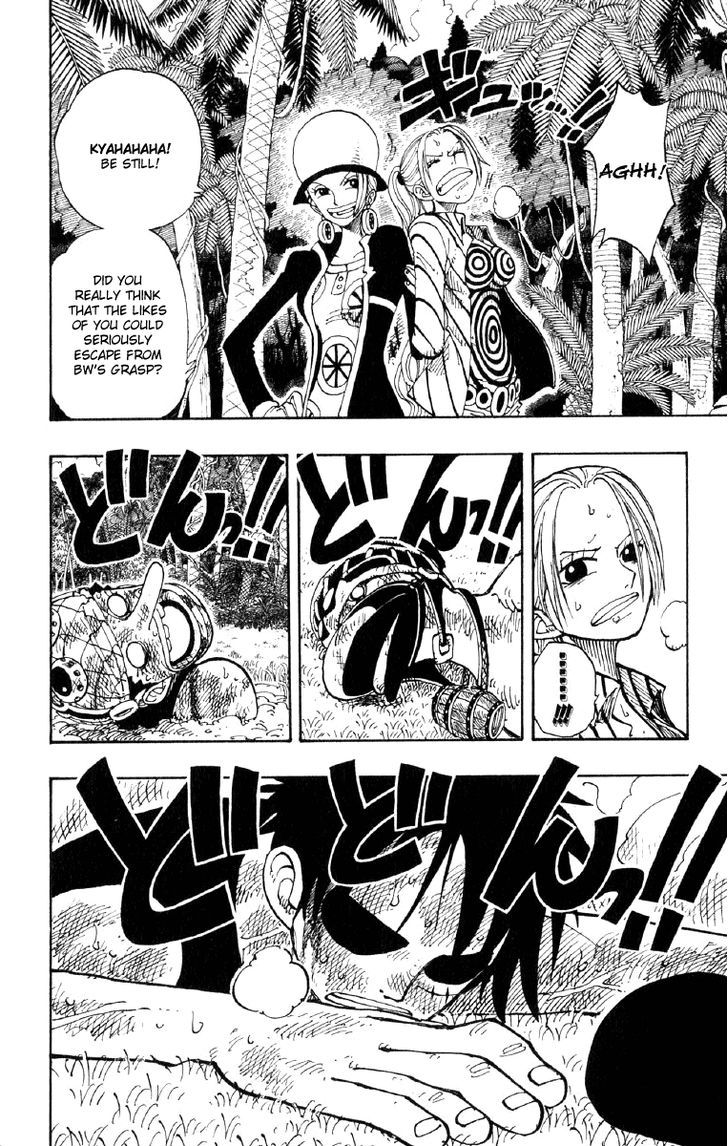 ギュッ…!!
AGHH!
KYAHAHAHA!
BE STILL!
DID YOU
REALLY THINK
THAT THE LIKES
OF YOU COULD
SERIOUSLY
ESCAPE FROM
BW'S GRASP?
......!!!
どんっ!!
どんっ!!
どどんっ!!